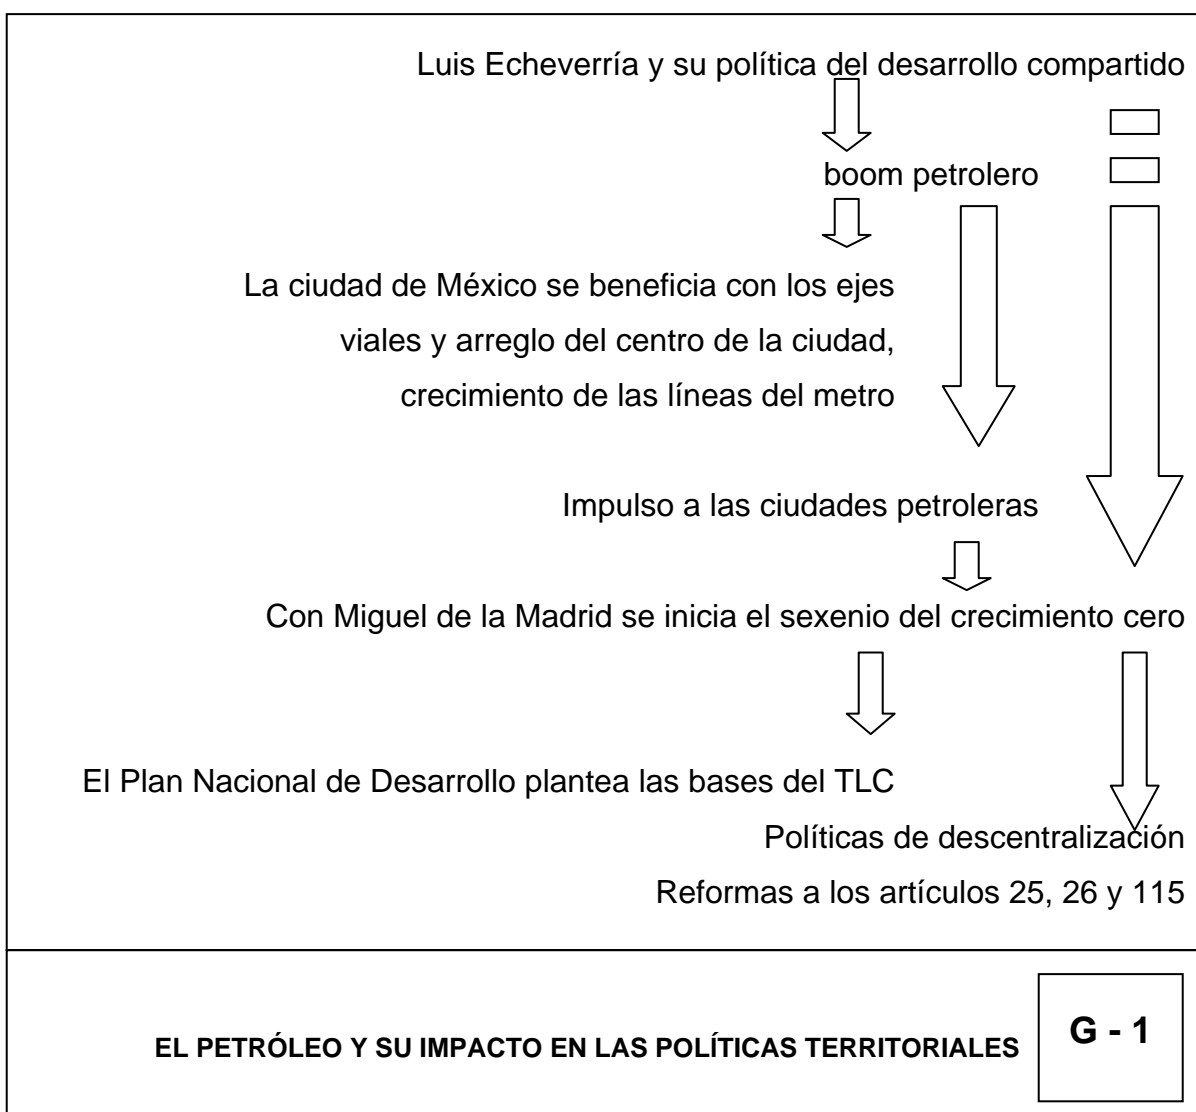 Luis Echeverría y su política del desarrollo compartido
boom petrolero
La ciudad de México se beneficia con los ejes
viales y arreglo del centro de la ciudad,
crecimiento de las líneas del metro
Impulso a las ciudades petroleras
Con Miguel de la Madrid se inicia el sexenio del crecimiento cero
El Plan Nacional de Desarrollo plantea las bases del TLC
Políticas de descentralización
Reformas a los artículos 25, 26 y 115
EL PETRÓLEO Y SU IMPACTO EN LAS POLÍTICAS TERRITORIALES
G - 1